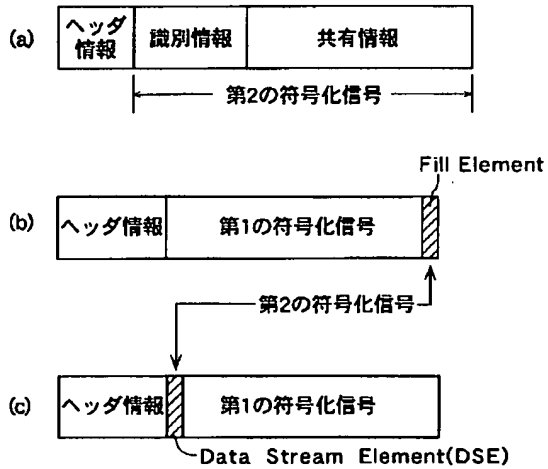 (a)
ヘッダ
情報
識別情報
共有情報
第2の符号化信号
Fill Element
(b)
ヘッダ情報
第1の符号化信号
第2の符号化信号
(c)
ヘッダ情報
第1の符号化信号
Data Stream Element(DSE)